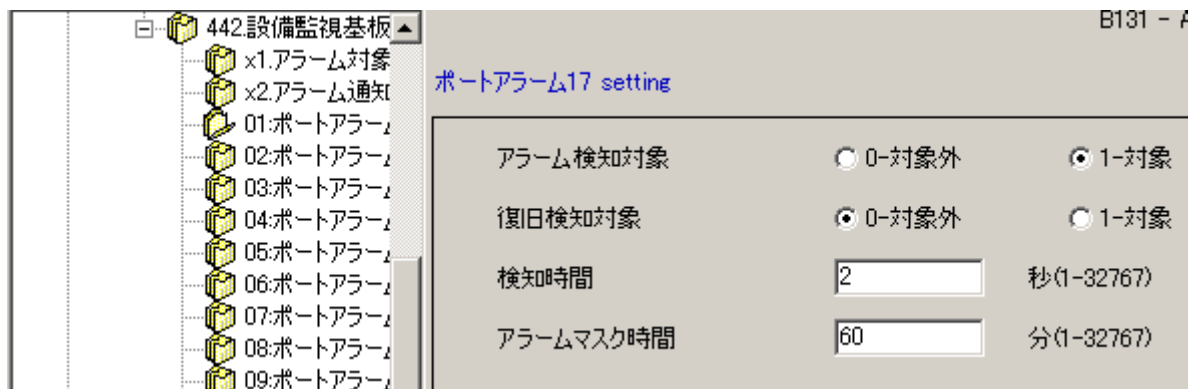 442.設備監視基板
x1.アラーム対象
x2.アラーム通知
01:ポートアラーム
02:ポートアラーム
03:ポートアラーム
04:ポートアラーム
05:ポートアラーム
06:ポートアラーム
07:ポートアラーム
08:ポートアラーム
09:ポートアラーム
B131 - A
ポートアラーム17 setting
アラーム検知対象 0-対象外 1-対象
復旧検知対象 0-対象外 1-対象
検知時間 2 秒(1-32767)
アラームマスク時間 60 分(1-32767)